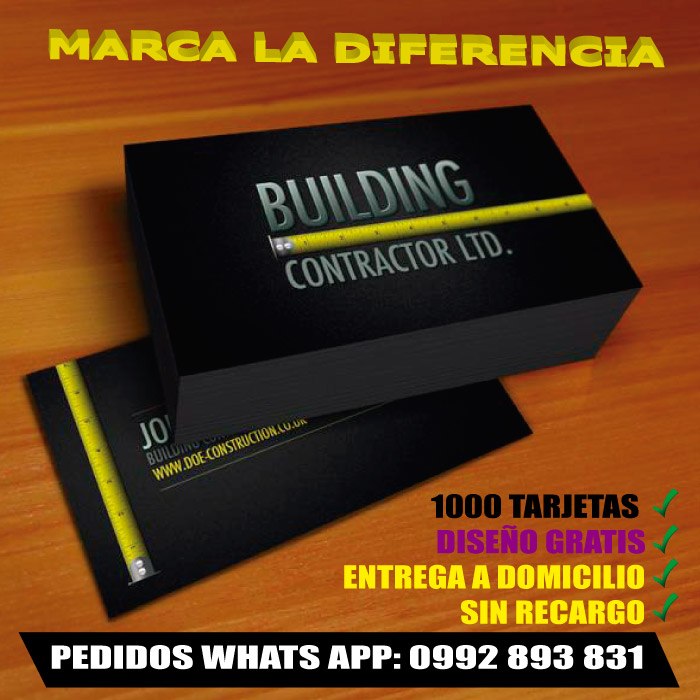 MARCA LA DIFERENCIA
BUILDING
CONTRACTOR LTD.
WWW.DOE-CONSTRUCTION.CO.UK
1000 TARJETAS
DISEÑO GRATIS
ENTREGA A DOMICILIO
SIN RECARGO
PEDIDOS WHATS APP: 0992 893 831